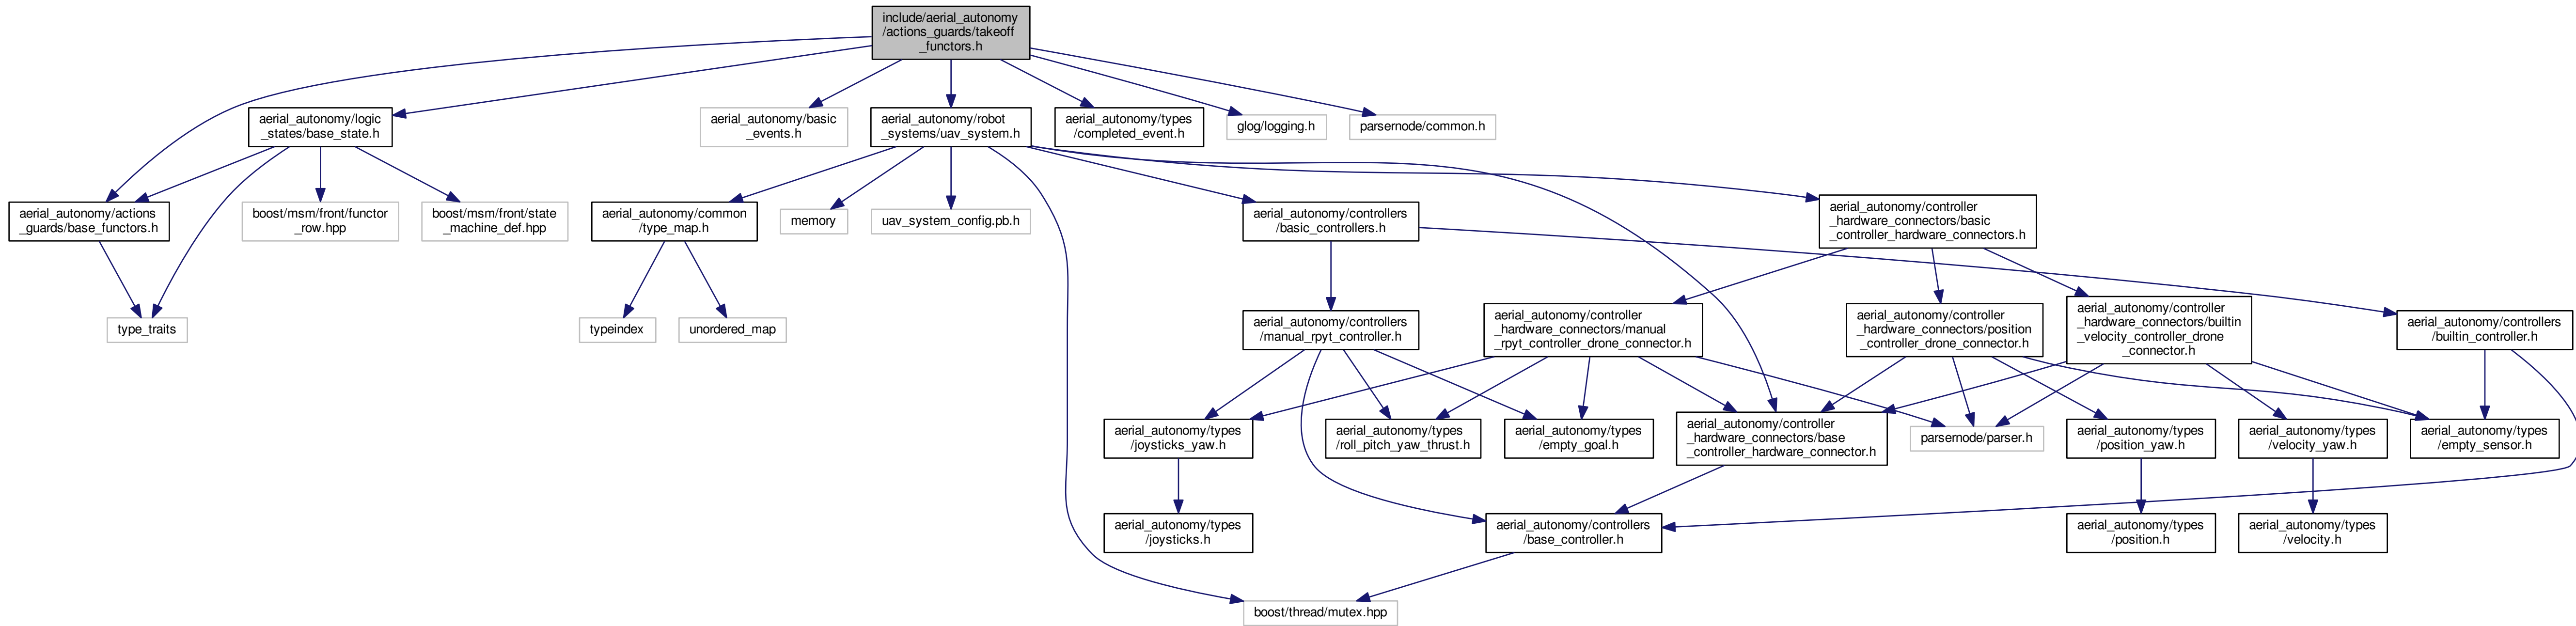 include/aerial_autonomy
/actions_guards/takeoff
_functors.h
aerial_autonomy/logic
_states/base_state.h
aerial_autonomy/basic
_events.h
aerial_autonomy/robot
_systems/uav_system.h
aerial_autonomy/types
/completed_event.h
glog/logging.h
parsernode/common.h
aerial_autonomy/actions
_guards/base_functors.h
boost/msm/front/functor
_row.hpp
boost/msm/front/state
_machine_def.hpp
aerial_autonomy/common
/type_map.h
memory
uav_system_config.pb.h
aerial_autonomy/controllers
/basic_controllers.h
aerial_autonomy/controller
_hardware_connectors/basic
_controller_hardware_connectors.h
type_traits
typeindex
unordered_map
aerial_autonomy/controllers
/manual_rpyt_controller.h
aerial_autonomy/controller
_hardware_connectors/manual
_rpyt_controller_drone_connector.h
aerial_autonomy/controller
_hardware_connectors/position
_controller_drone_connector.h
aerial_autonomy/controller
_hardware_connectors/builtin
_velocity_controller_drone
_connector.h
aerial_autonomy/controllers
/builtin_controller.h
aerial_autonomy/types
/joysticks_yaw.h
aerial_autonomy/types
/roll_pitch_yaw_thrust.h
aerial_autonomy/types
/empty_goal.h
aerial_autonomy/controller
_hardware_connectors/base
_controller_hardware_connector.h
parsernode/parser.h
aerial_autonomy/types
/position_yaw.h
aerial_autonomy/types
/velocity_yaw.h
aerial_autonomy/types
/empty_sensor.h
aerial_autonomy/types
/joysticks.h
aerial_autonomy/controllers
/base_controller.h
aerial_autonomy/types
/position.h
aerial_autonomy/types
/velocity.h
boost/thread/mutex.hpp